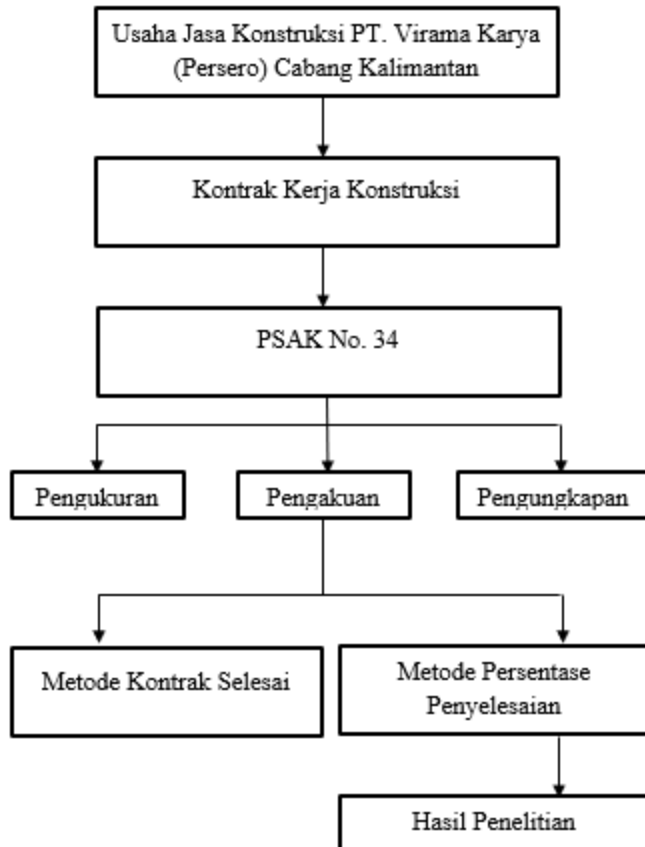 Usaha Jasa Konstruksi PT. Virama Karya
(Persero) Cabang Kalimantan
Kontrak Kerja Konstruksi
PSAK No. 34
Pengukuran
Pengakuan
Pengungkapan
Metode Kontrak Selesai
Metode Persentase
Penyelesaian
Hasil Penelitian